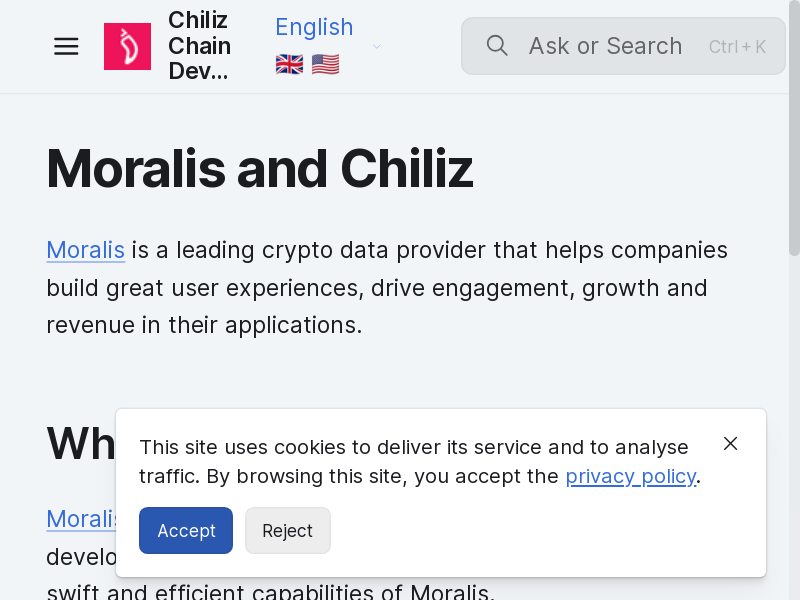 Chiliz
Chain
Dev...
English
🇬🇧 🇺🇸
Ask or Search
Ctrl + K
Moralis and Chiliz
Moralis is a leading crypto data provider that helps companies
build great user experiences, drive engagement, growth and
revenue in their applications.
Wh
Moralis
develo
swift and efficient capabilities of Moralis.
This site uses cookies to deliver its service and to analyse
traffic. By browsing this site, you accept the privacy policy.
Accept
Reject